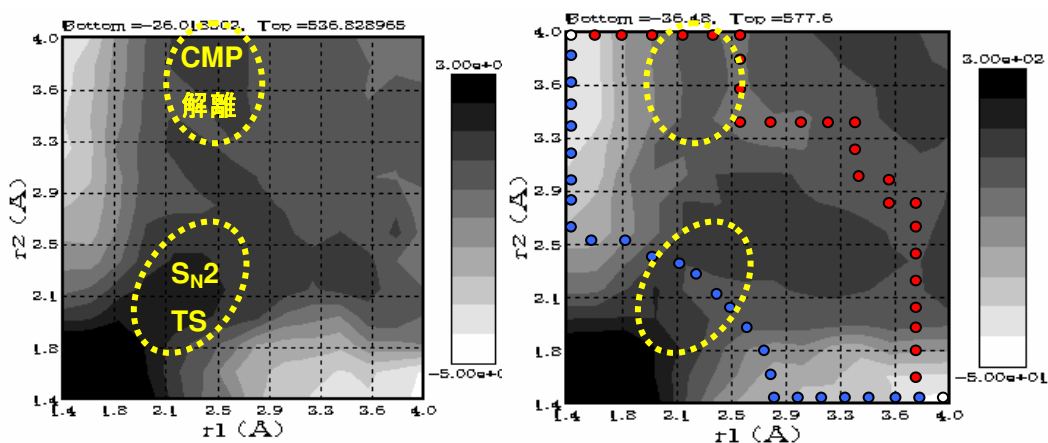 Bottom =-26.013002, Top =536.828965
4.0
3.6
3.3
2.9
2.5
2.1
1.8
1.4
r2 (A)
CMP
解離
SN2
TS
1.4 1.8 2.1 2.5 2.9 3.3 3.6 4.0
r1 (A)
3.00e+0
-5.00e+0
Bottom =-36.48, Top =577.6
4.0
3.6
3.3
2.9
2.5
2.1
1.8
1.4
r2 (A)
1.4 1.8 2.1 2.5 2.9 3.3 3.6 4.0
r1 (A)
3.00e+02
-5.00e+01